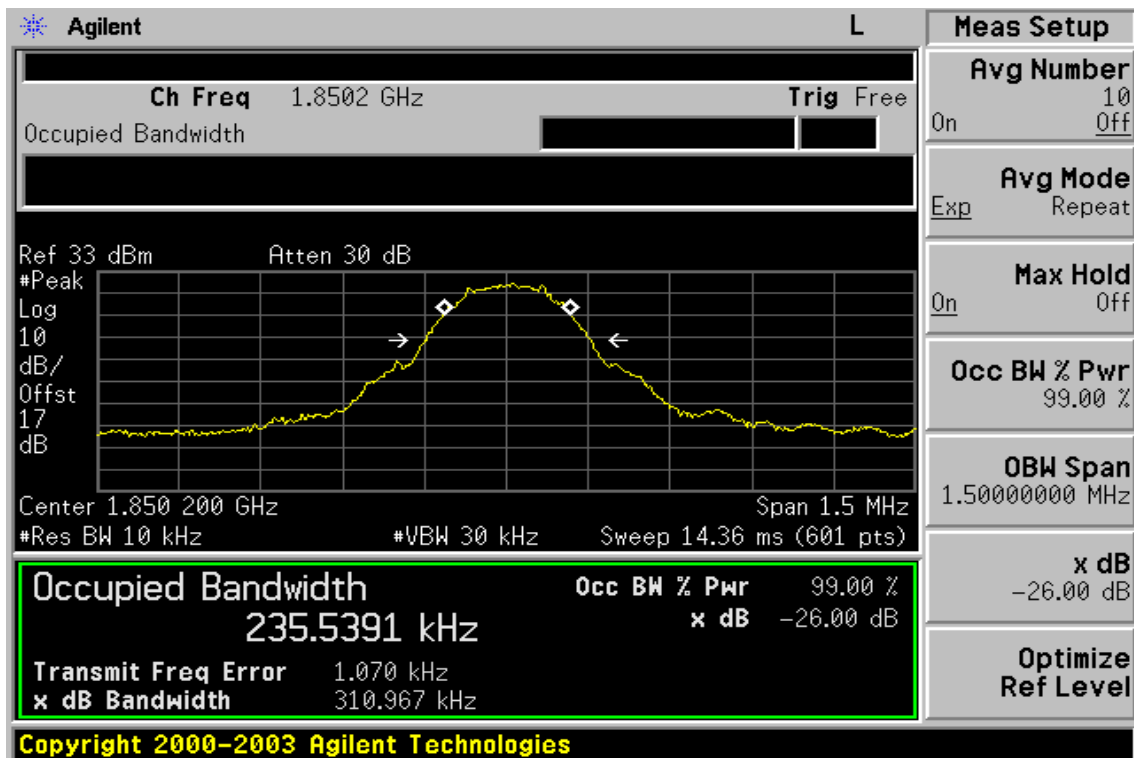 Agilent
L
Meas Setup
Ch Freq 1.8502 GHz
Trig Free
Occupied Bandwidth
Ref 33 dBm
Atten 30 dB
#Peak
Log
10
dB/
Offst
17
dB
Center 1.850 200 GHz
Span 1.5 MHz
#Res BW 10 kHz
#VBW 30 kHz
Sweep 14.36 ms (601 pts)
Occupied Bandwidth
235.5391 kHz
Occ BW % Pwr 99.00 %
x dB -26.00 dB
Transmit Freq Error 1.070 kHz
x dB Bandwidth 310.967 kHz
Avg Number
10
On Off
Avg Mode
Exp Repeat
Max Hold
On Off
Occ BW % Pwr
99.00 %
OBW Span
1.50000000 MHz
x dB
-26.00 dB
Optimize
Ref Level
Copyright 2000-2003 Agilent Technologies